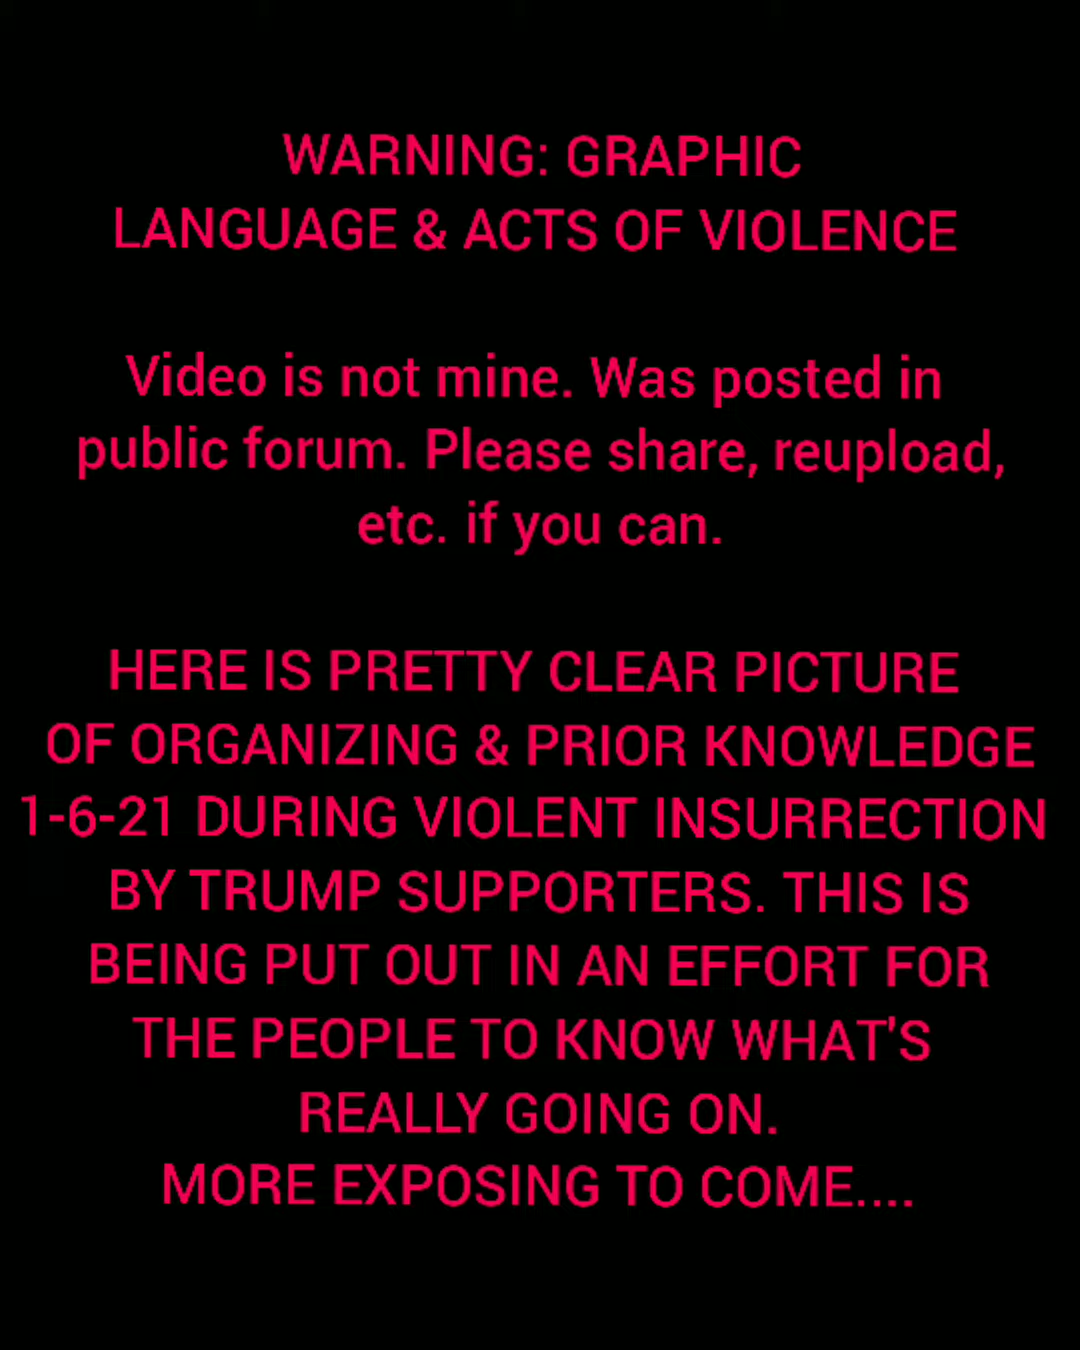 WARNING: GRAPHIC
LANGUAGE & ACTS OF VIOLENCE
Video is not mine. Was posted in
public forum. Please share, reupload,
etc. if you can.
HERE IS PRETTY CLEAR PICTURE
OF ORGANIZING & PRIOR KNOWLEDGE
1-6-21 DURING VIOLENT INSURRECTION
BY TRUMP SUPPORTERS. THIS IS
BEING PUT OUT IN AN EFFORT FOR
THE PEOPLE TO KNOW WHAT'S
REALLY GOING ON.
MORE EXPOSING TO COME....